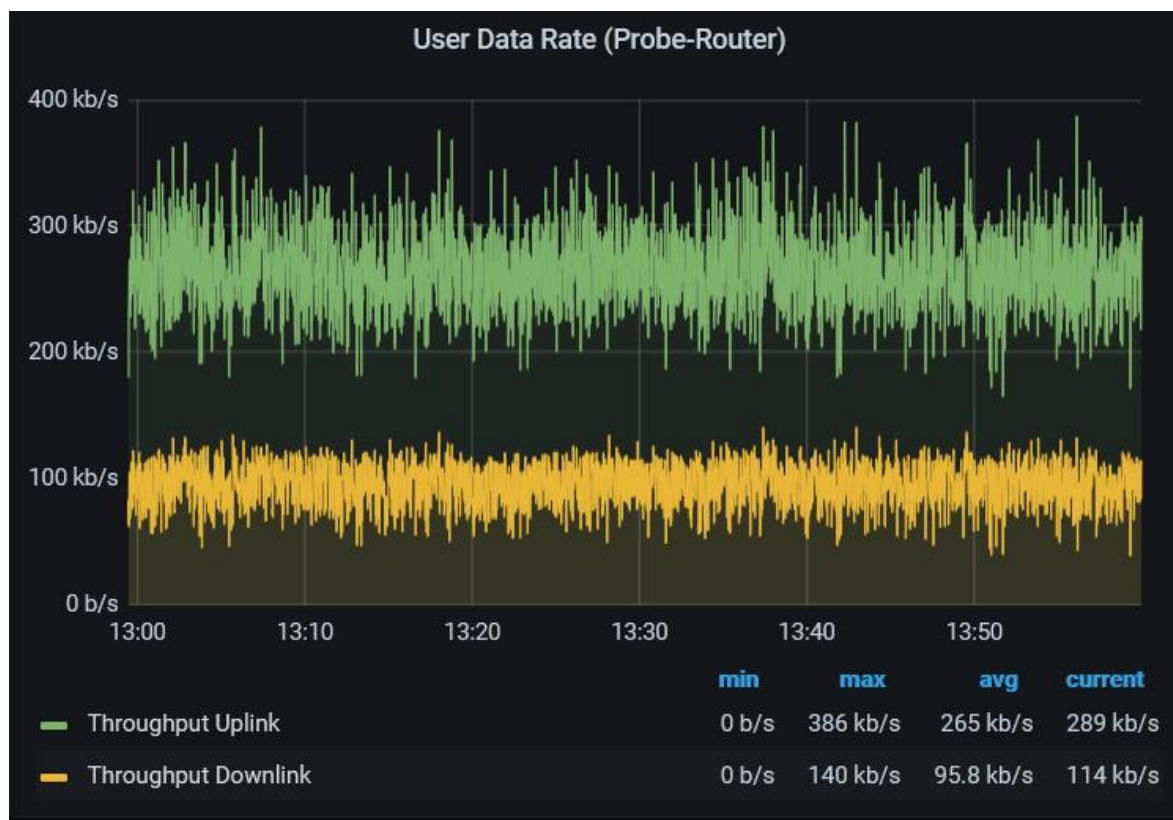 User Data Rate (Probe-Router)
400 kb/s
300 kb/s
200 kb/s
100 kb/s
0 b/s
13:00 13:10 13:20 13:30 13:40 13:50
min max avg current
Throughput Uplink 0 b/s 386 kb/s 265 kb/s 289 kb/s
Throughput Downlink 0 b/s 140 kb/s 95.8 kb/s 114 kb/s